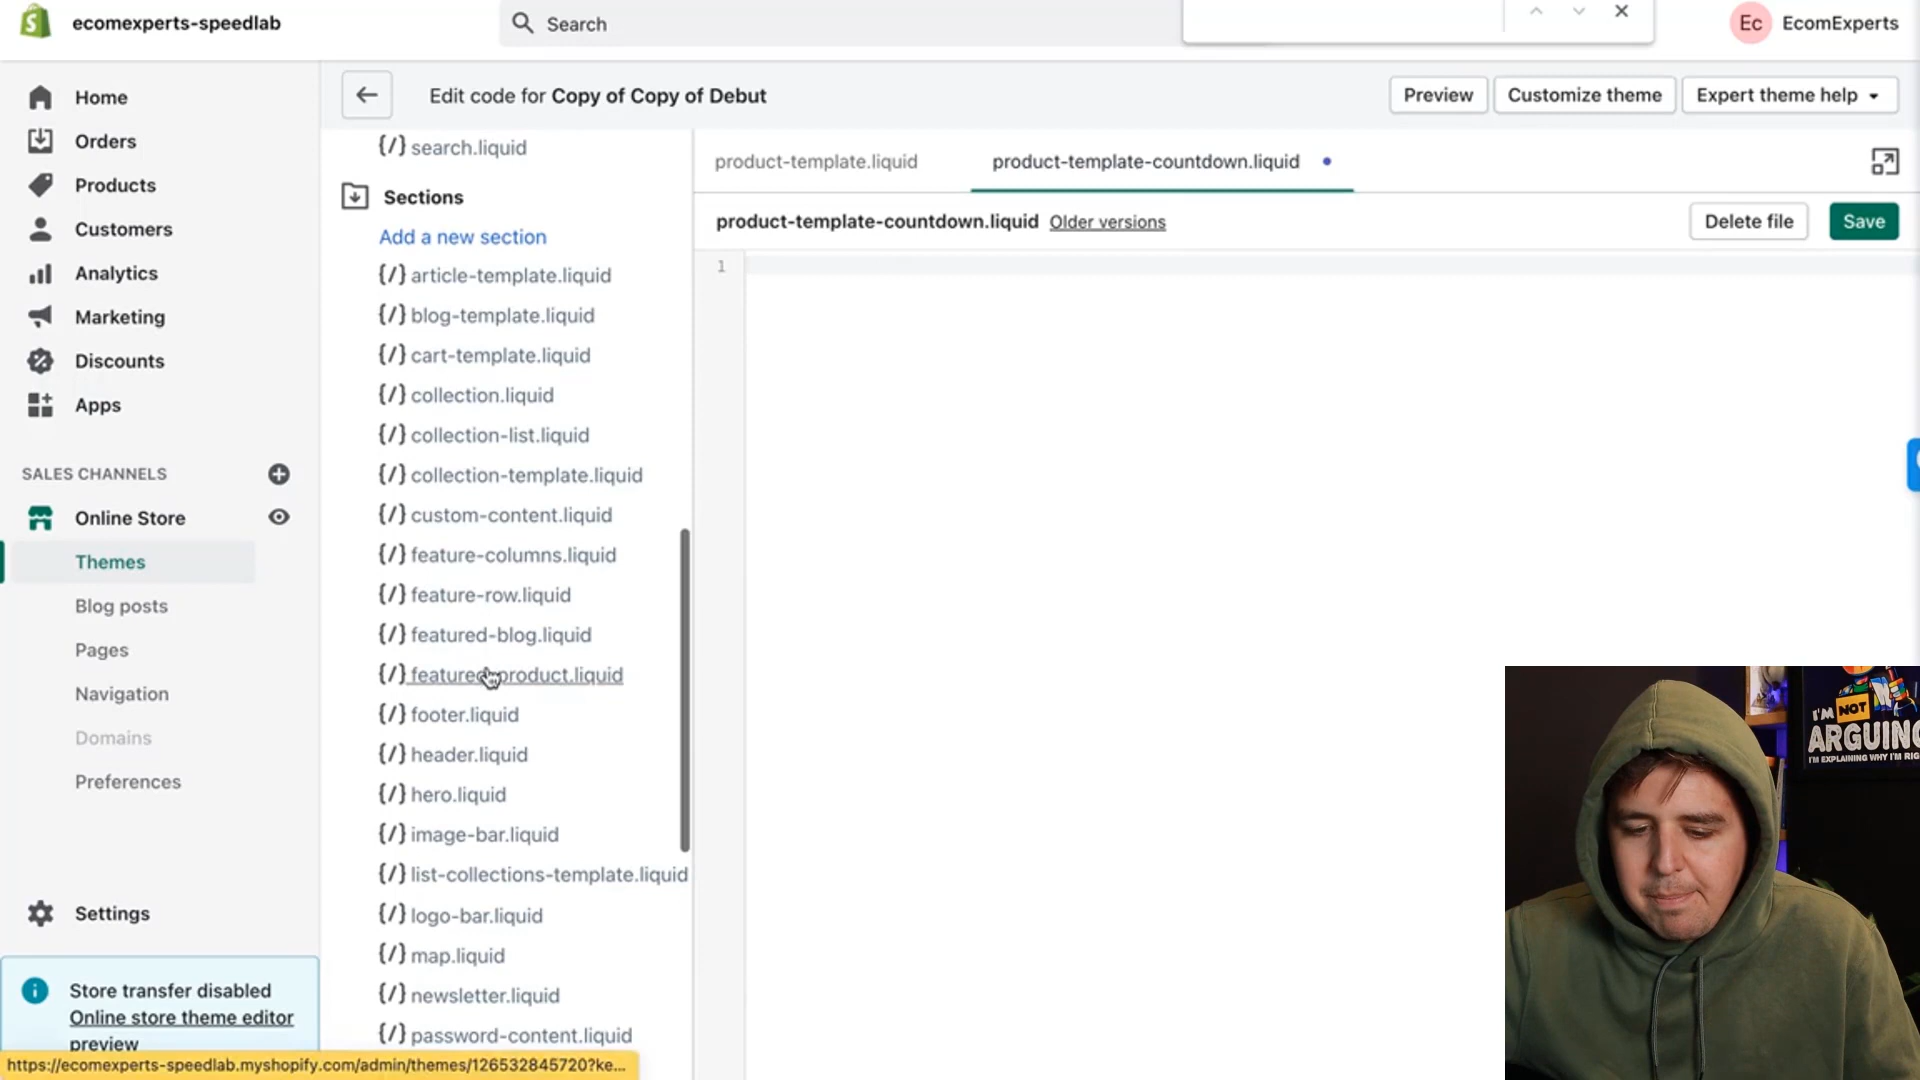 ecomexperts-speedlab
Search
Ec EcomExperts
Home
Orders
Products
Customers
Analytics
Marketing
Discounts
Apps
SALES CHANNELS
Online Store
Themes
Blog posts
Pages
Navigation
Domains
Preferences
Settings
Store transfer disabled
Online store theme editor
preview
https://ecomexperts-speedlab.myshopify.com/admin/themes/126532845720?ke...
Edit code for Copy of Copy of Debut
Preview
Customize theme
Expert theme help
{/} search.liquid
Sections
Add a new section
{/} article-template.liquid
{/} blog-template.liquid
{/} cart-template.liquid
{/} collection.liquid
{/} collection-list.liquid
{/} collection-template.liquid
{/} custom-content.liquid
{/} feature-columns.liquid
{/} feature-row.liquid
{/} featured-blog.liquid
{/} featured-product.liquid
{/} footer.liquid
{/} header.liquid
{/} hero.liquid
{/} image-bar.liquid
{/} list-collections-template.liquid
{/} logo-bar.liquid
{/} map.liquid
{/} newsletter.liquid
{/} password-content.liquid
product-template.liquid
product-template-countdown.liquid
product-template-countdown.liquid Older versions
Delete file
Save
1
I'M NOT
ARGUING
I'M EXPLAINING WHY I'M RIG